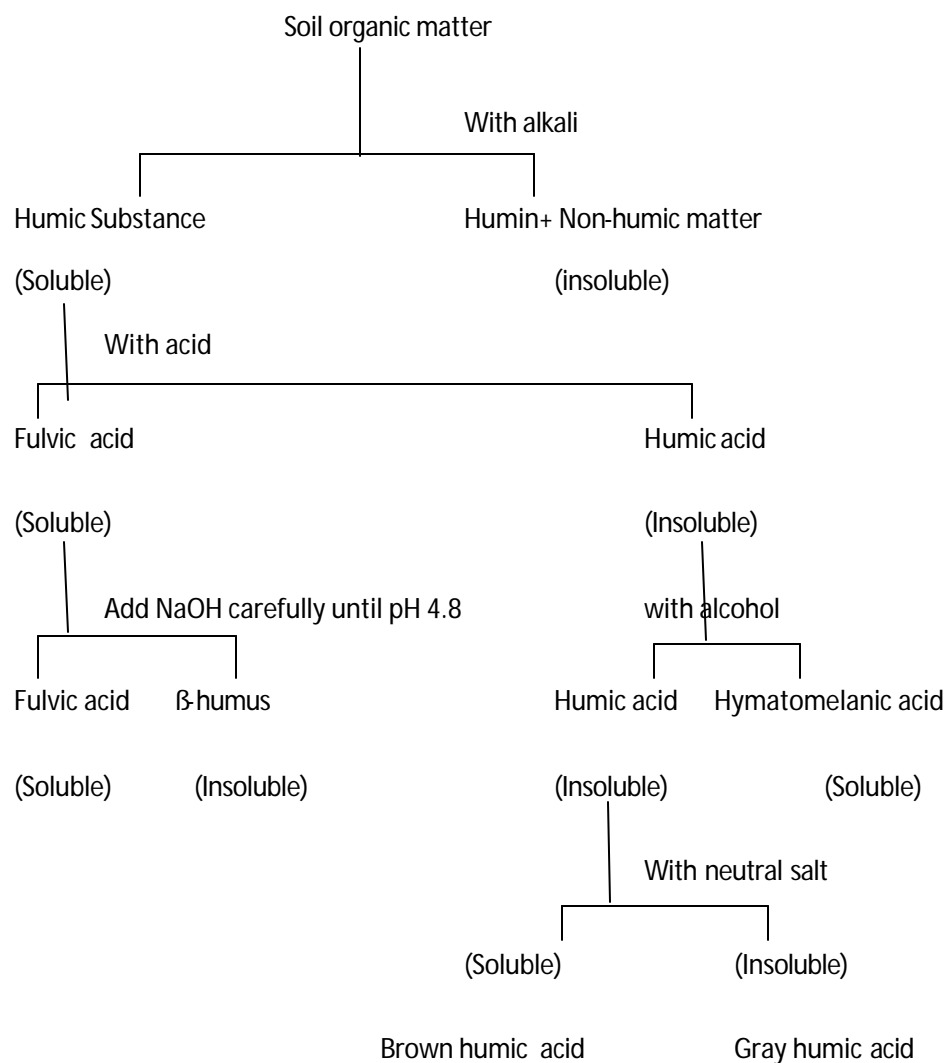 Soil organic matter
With alkali
Humic Substance Humin+ Non-humic matter
(Soluble) (insoluble)
With acid
Fulvic acid Humic acid
(Soluble) (Insoluble)
Add NaOH carefully until pH 4.8 with alcohol
Fulvic acid ß-humus Humic acid Hymatomelanic acid
(Soluble) (Insoluble) (Insoluble) (Soluble)
With neutral salt
(Soluble) (Insoluble)
Brown humic acid Gray humic acid